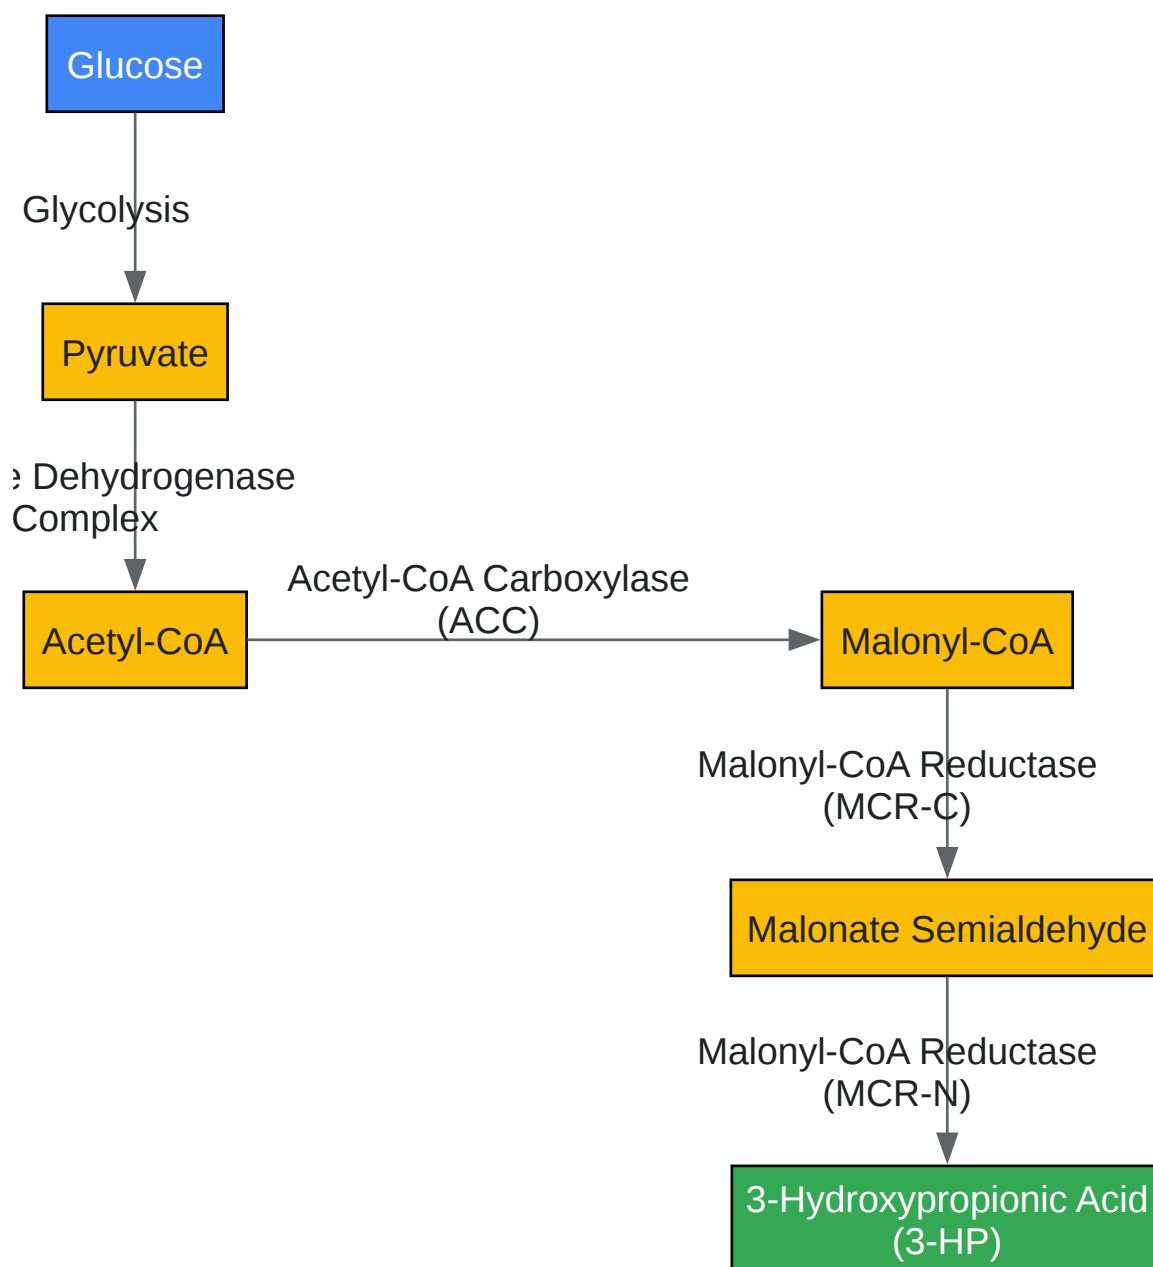 Glucose
Glycolysis
Pyruvate
e Dehydrogenase
Complex
Acetyl-CoA
Acetyl-CoA Carboxylase
(ACC)
Malonyl-CoA
Malonyl-CoA Reductase
(MCR-C)
Malonate Semialdehyde
Malonyl-CoA Reductase
(MCR-N)
3-Hydroxypropionic Acid
(3-HP)